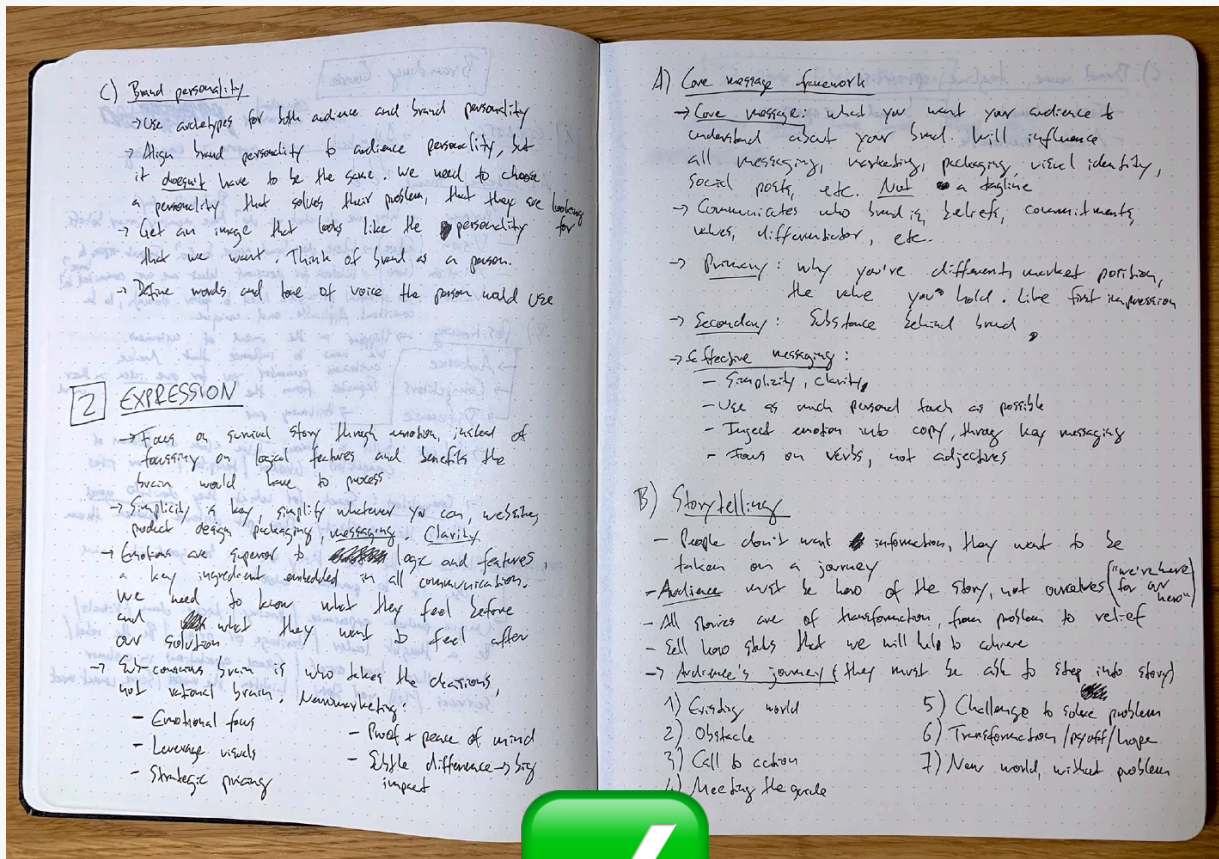 C) Brand personality
→ Use archetypes for both audience and brand personality
→ Align brand personality to audience personality, but
it doesn't have to be the same. We need to choose
a personality that solves their problem, that they are looking
for
→ Get an image that looks like the personality
that we want. Think of brand as a person.
→ Define words and tone of voice the person would use
2 EXPRESSION
→ Focus on survival story through emotion, instead of
focussing on logical features and benefits the
brain would have to process
→ Simplicity is key, simplify whatever you can, websites,
product design packaging, messaging. Clarity
→ Emotions are superior to logic and features,
a key ingredient embedded in all communication.
We need to know what they feel before
and what they want to feel after
our solution
→ Sub-conscious brain is who takes the decisions,
not rational brain. Neuromarketing:
- Emotional focus
- Leverage visuals
- Strategic pricing
- Proof + peace of mind
- Subtle difference → big
impact
A) Core message framework
→ Core message: what you want your audience to
understand about your brand. Will influence
all messaging, marketing, packaging, visual identity,
social posts, etc. Not a tagline
→ Communicates who brand is, beliefs, commitments,
values, differentiator, etc.
→ Primary: why you're different, market position,
the value you hold. Like first impression
→ Secondary: Substance behind brand
→ Effective messaging:
- Simplicity, clarity
- Use as much personal touch as possible
- Inject emotion into copy, throug key messaging
- Focus on verbs, not adjectives
B) Storytelling
- People don't want information, they want to be
taken on a journey
- Audience must be hero of the story, not ourselves ("we're here
for our
hero")
- All stories are of transformation, from problem to relief
- Sell hero status that we will help to achieve
→ Audience's journey (they must be ask to step into story)
1) Existing world
2) Obstacle
3) Call to action
4) Meeting the guide
5) Challenge to solve problem
6) Transformation/payoff/hope
7) New world, without problem